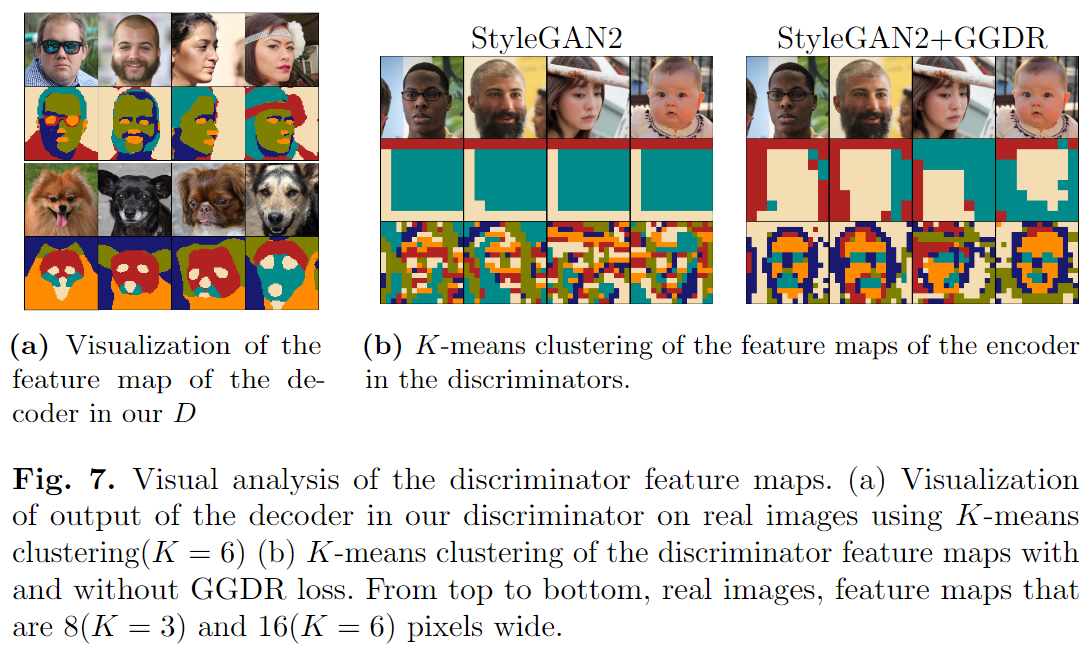 StyleGAN2 StyleGAN2+GGDR
(a) Visualization of the
feature map of the de-
coder in our D
(b) K-means clustering of the feature maps of the encoder
in the discriminators.
Fig. 7. Visual analysis of the discriminator feature maps. (a) Visualization
of output of the decoder in our discriminator on real images using K-means
clustering(K = 6) (b) K-means clustering of the discriminator feature maps with
and without GGDR loss. From top to bottom, real images, feature maps that
are 8(K = 3) and 16(K = 6) pixels wide.